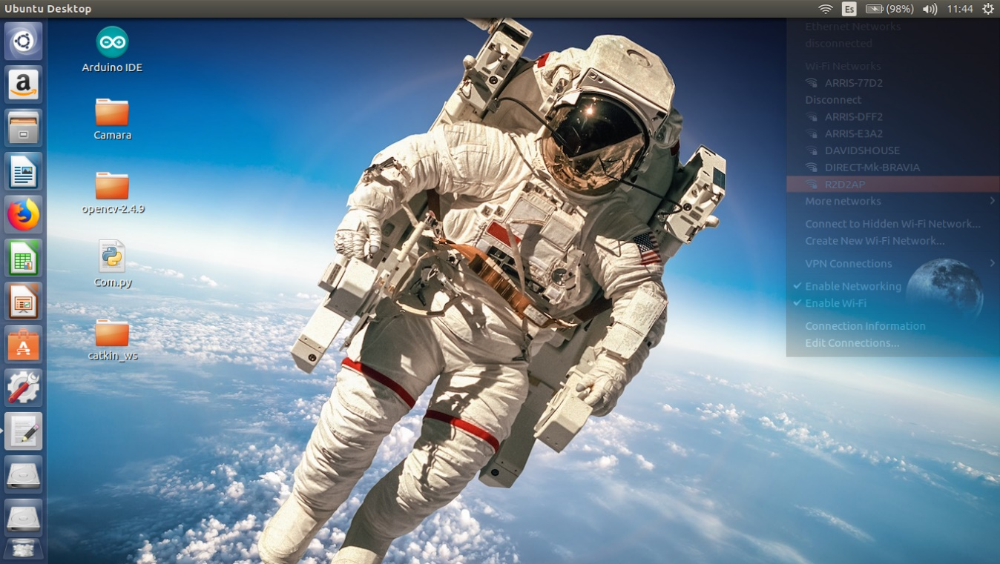 Ubuntu Desktop
Es
(98%)
11:44
Arduino IDE
Camara
opencv-2.4.9
Com.py
catkin_ws
Ethernet Networks
disconnected
Wi-Fi Networks
ARRIS-77D2
Disconnect
ARRIS-DFF2
ARRIS-E3A2
DAVIDSHOUSE
DIRECT-Mk-BRAVIA
R2D2AP
More networks
Connect to Hidden Wi-Fi Network...
Create New Wi-Fi Network...
VPN Connections
Enable Networking
Enable Wi-Fi
Connection Information
Edit Connections...